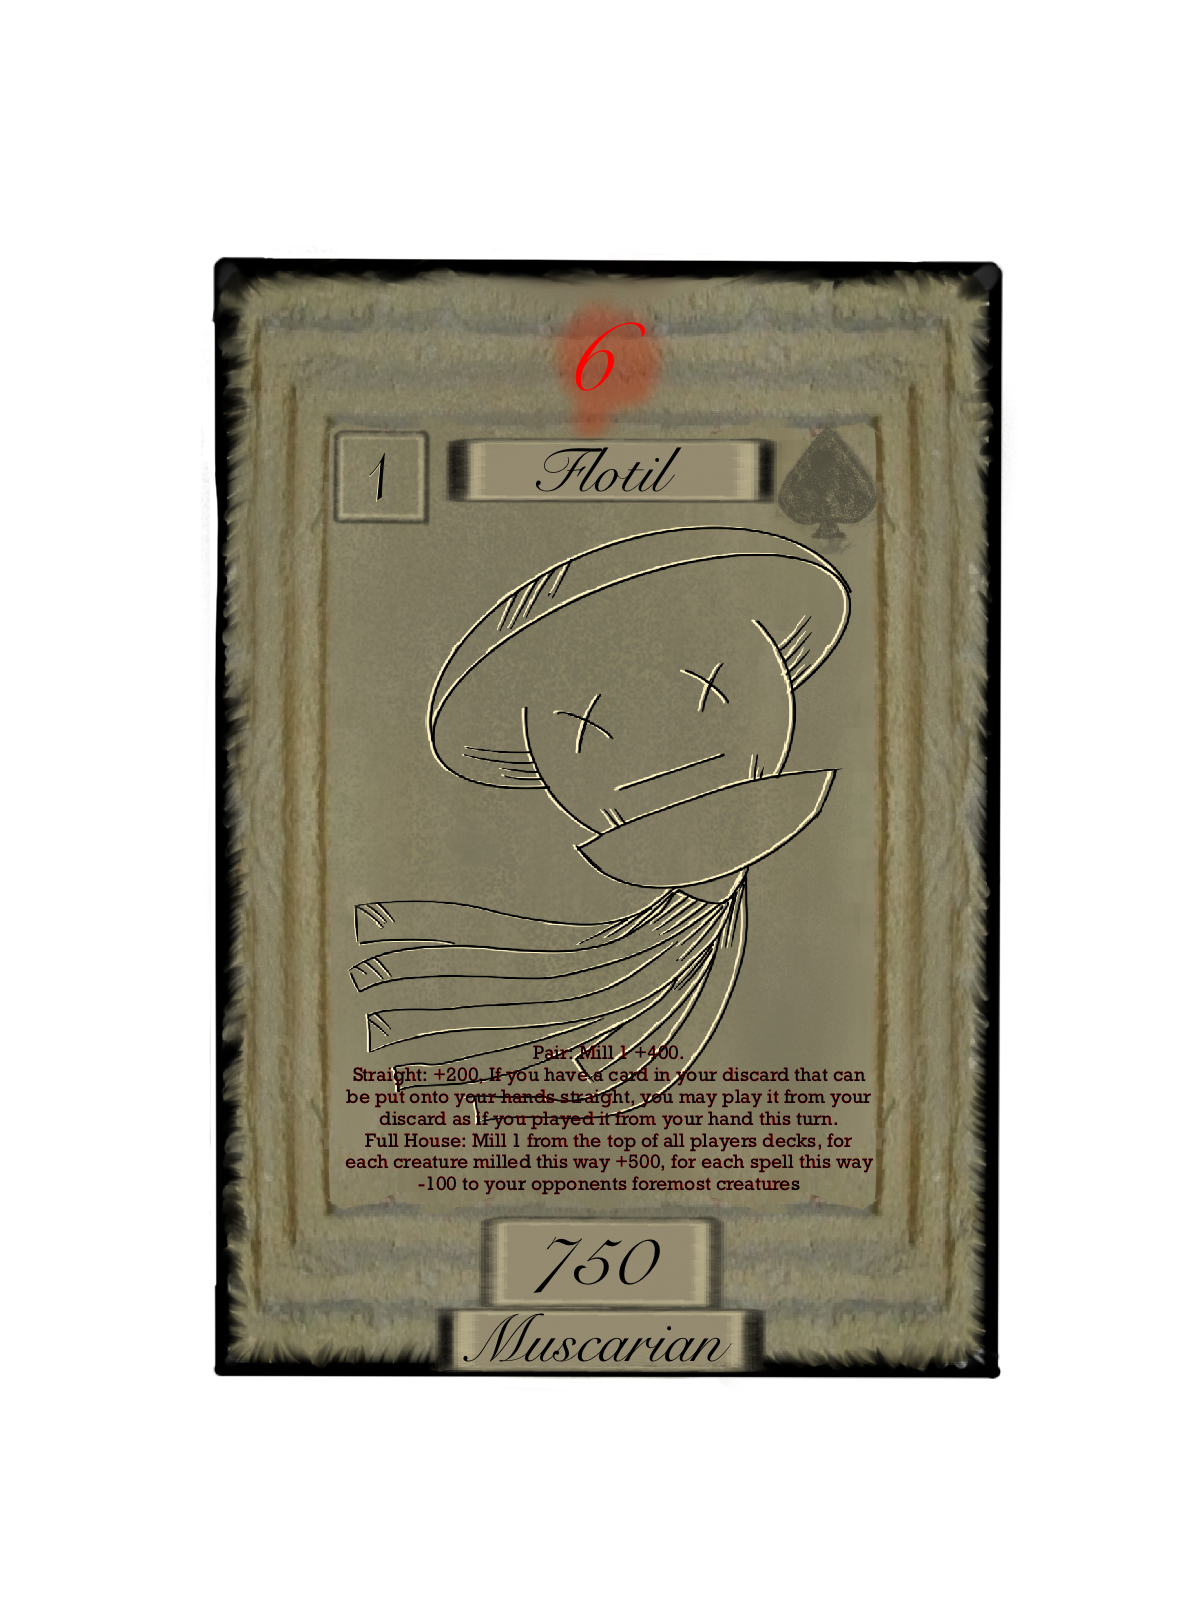 6
1
Flotil
Pair: Mill 1 +400.
Straight: +200, If you have a card in your discard that can
be put onto your hands straight, you may play it from your
discard as if you played it from your hand this turn.
Full House: Mill 1 from the top of all players decks, for
each creature milled this way +500, for each spell this way
-100 to your opponents foremost creatures
750
Muscarian